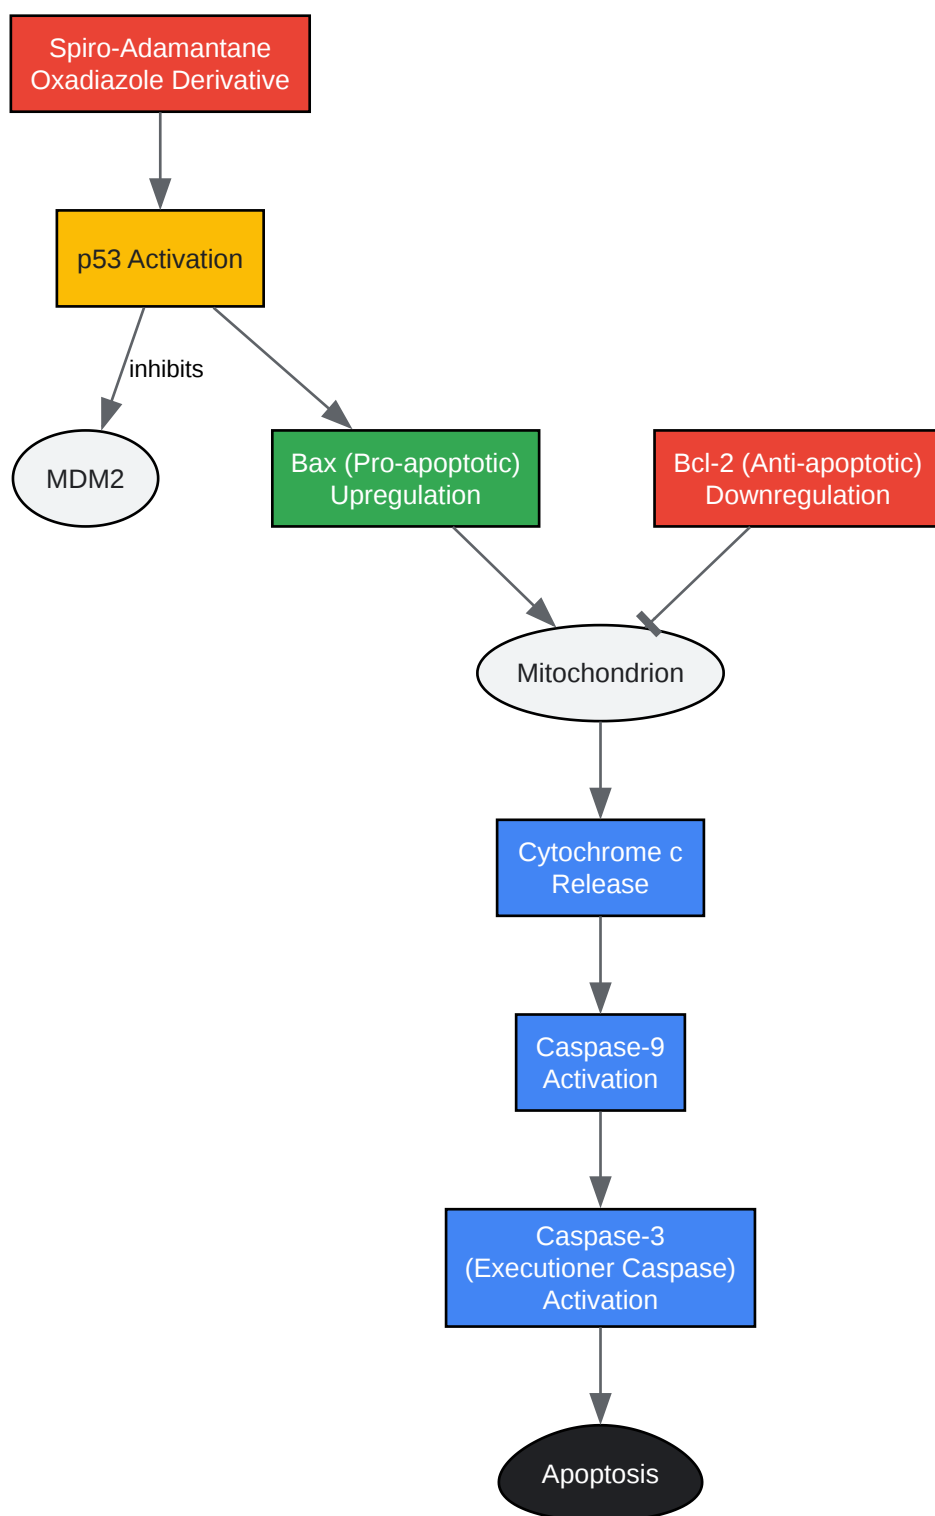 Spiro-Adamantane
Oxadiazole Derivative
p53 Activation
inhibits
MDM2
Bax (Pro-apoptotic)
Upregulation
Bcl-2 (Anti-apoptotic)
Downregulation
Mitochondrion
Cytochrome c
Release
Caspase-9
Activation
Caspase-3
(Executioner Caspase)
Activation
Apoptosis